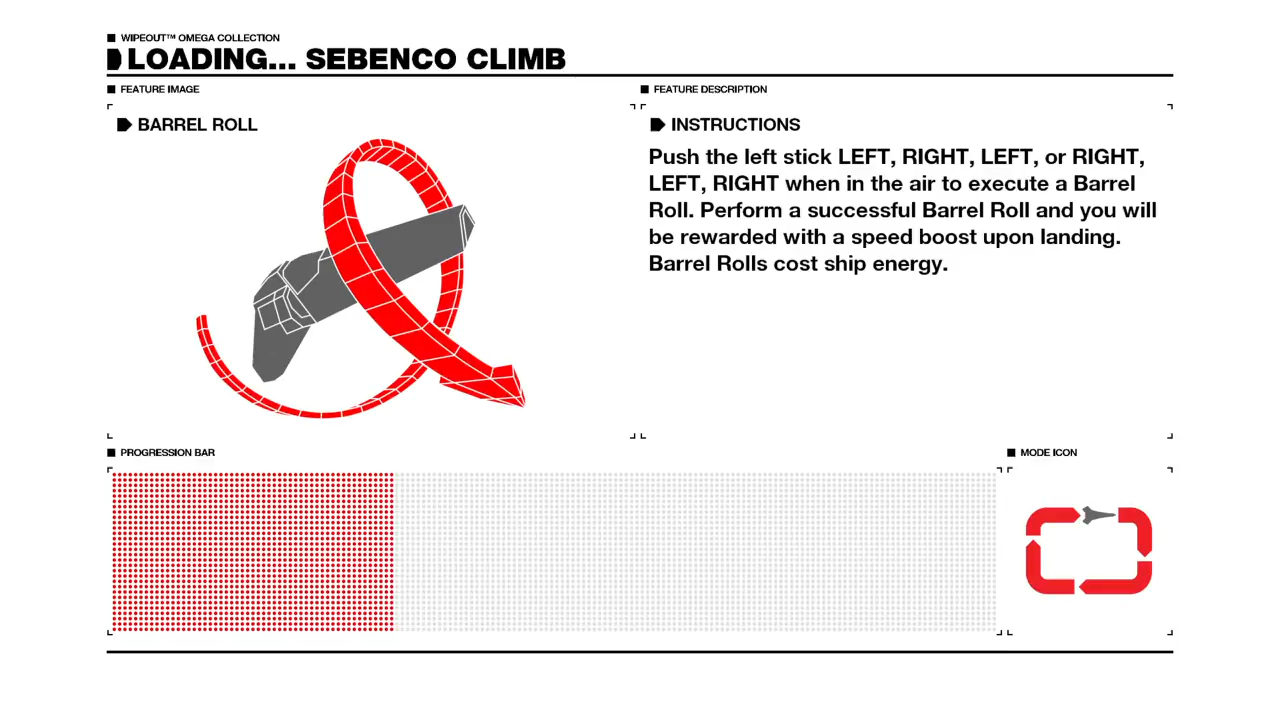 WIPEOUT™ OMEGA COLLECTION
LOADING... SEBENCO CLIMB
FEATURE IMAGE
BARREL ROLL
FEATURE DESCRIPTION
INSTRUCTIONS
Push the left stick LEFT, RIGHT, LEFT, or RIGHT,
LEFT, RIGHT when in the air to execute a Barrel
Roll. Perform a successful Barrel Roll and you will
be rewarded with a speed boost upon landing.
Barrel Rolls cost ship energy.
PROGRESSION BAR
MODE ICON